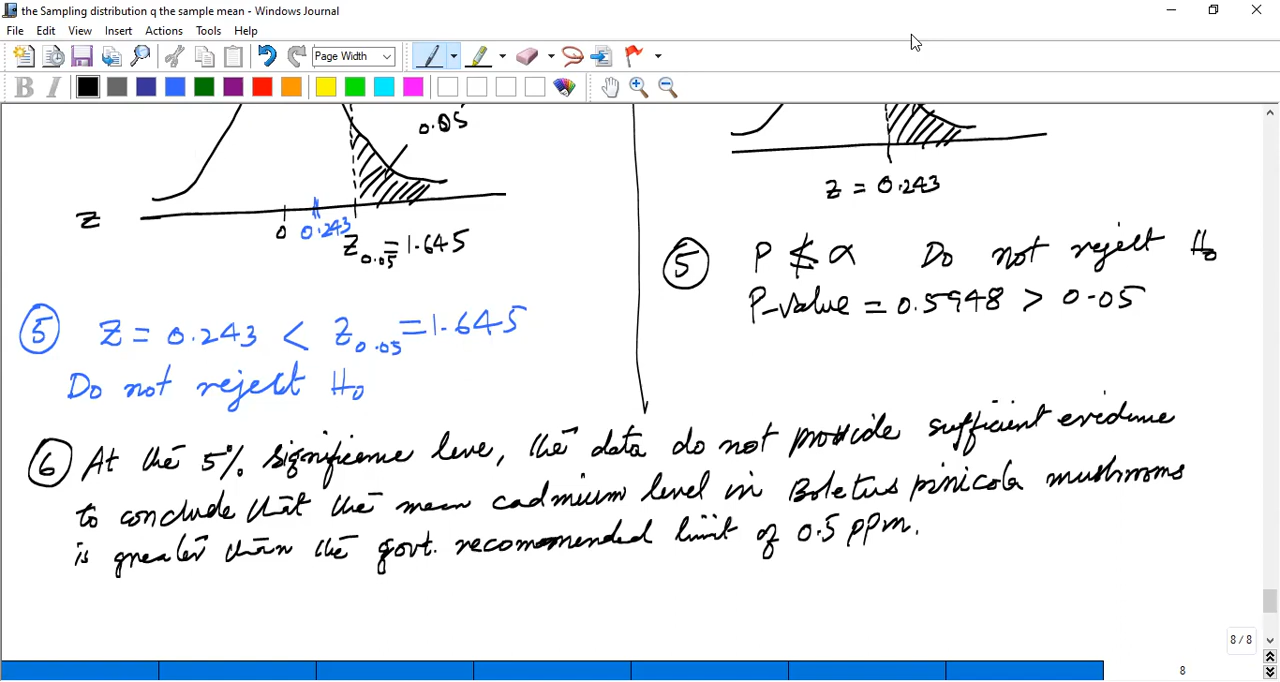 the Sampling distribution q the sample mean - Windows Journal
File Edit View Insert Actions Tools Help
Page Width
B I
0.05
Z
0
0.243
Z0.05 = 1.645
Z = 0.243
5 Z = 0.243 < Z0.05 = 1.645
Do not reject H0
5 P ≰ α Do not reject H0
P-value = 0.5948 > 0.05
6 At the 5% significance leve, the data do not provide sufficient evidence
to conclude that the mean cadmium level in Boletus pinicola mushrooms
is greater than the govt. recommended limit of 0.5 ppm.
8 / 8
8